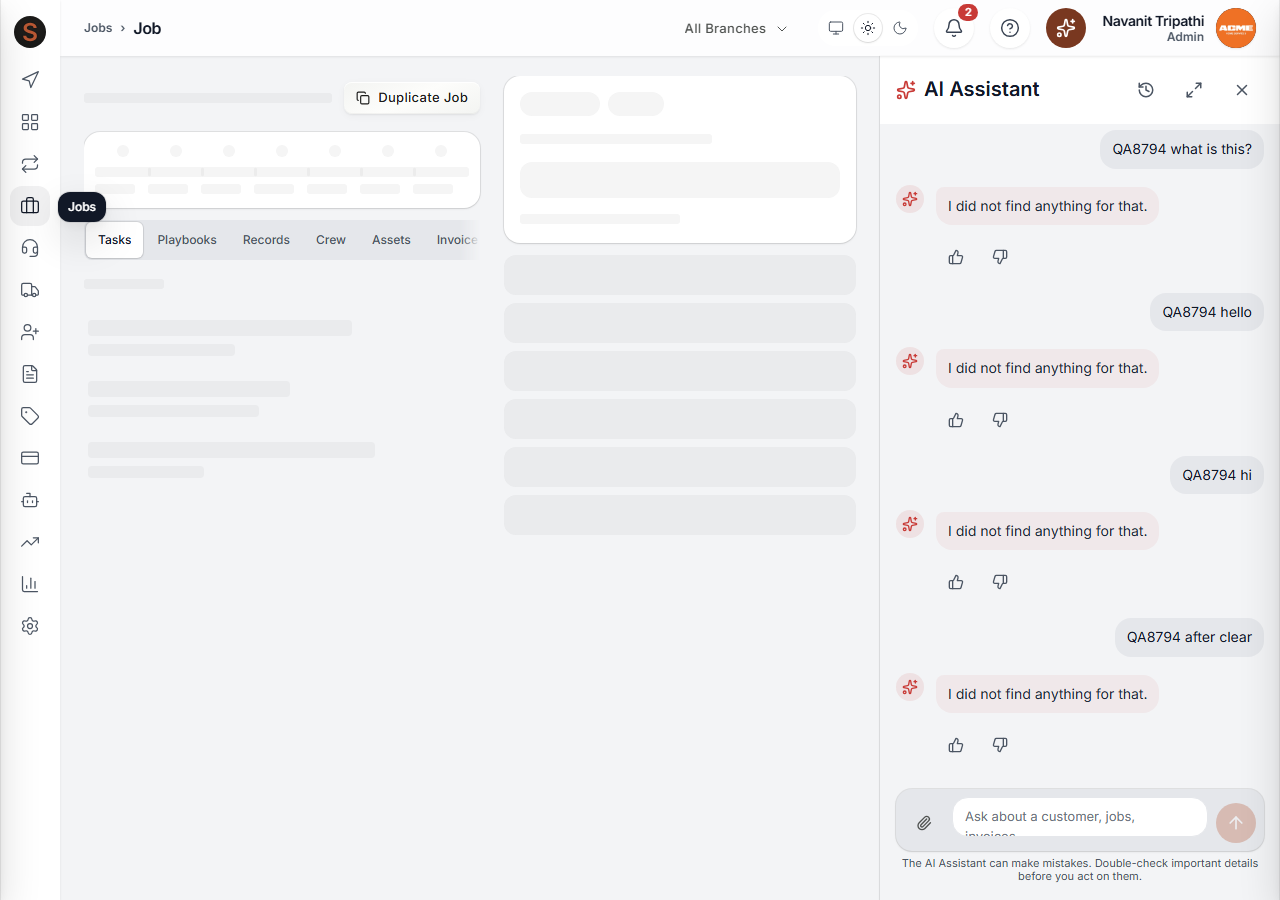 S
Jobs › Job
All Branches
2
Navanit Tripathi
Admin
ACME
Duplicate Job
Jobs
Tasks
Playbooks
Records
Crew
Assets
Invoice
AI Assistant
QA8794 what is this?
I did not find anything for that.
QA8794 hello
I did not find anything for that.
QA8794 hi
I did not find anything for that.
QA8794 after clear
I did not find anything for that.
Ask about a customer, jobs,
invoices
The AI Assistant can make mistakes. Double-check important details
before you act on them.